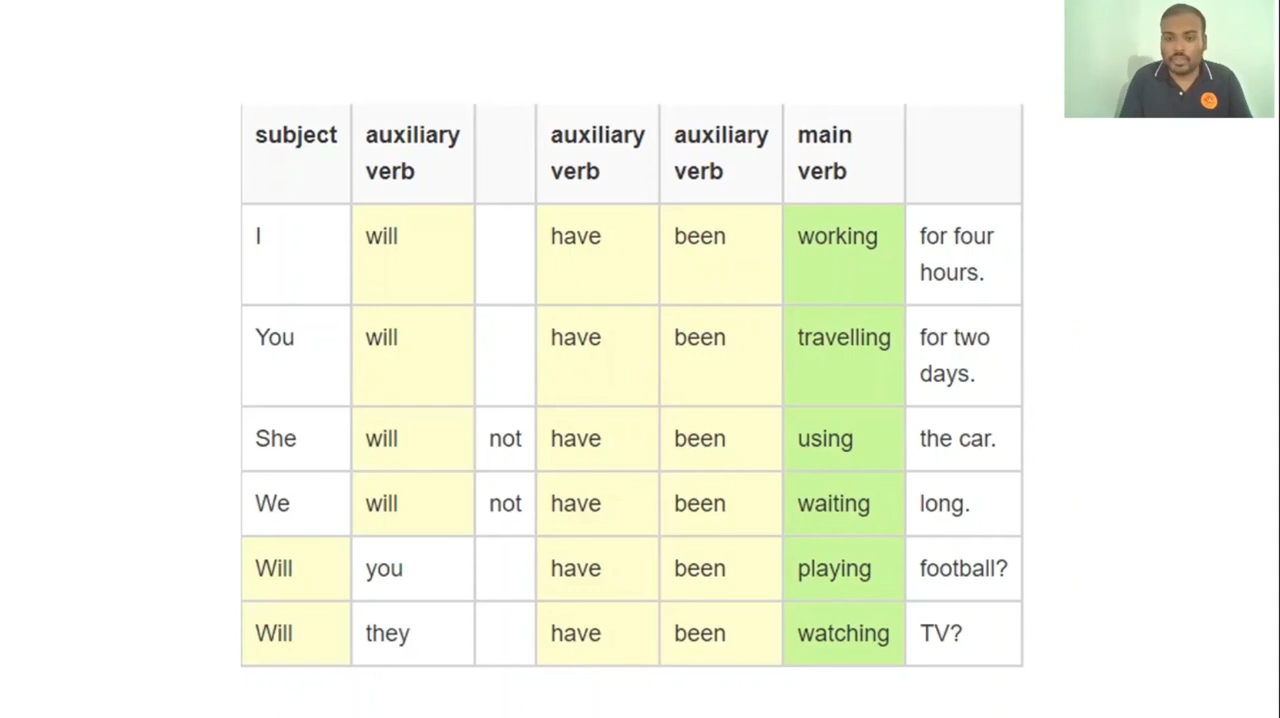 subject auxiliary verb auxiliary verb auxiliary verb main verb
I will have been working for four hours.
You will have been travelling for two days.
She will not have been using the car.
We will not have been waiting long.
Will you have been playing football?
Will they have been watching TV?